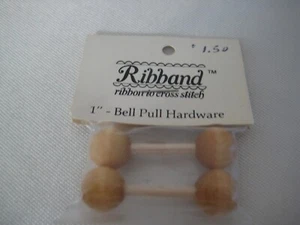 $1.50
Ribband™
ribbon to cross stitch
1" - Bell Pull Hardware